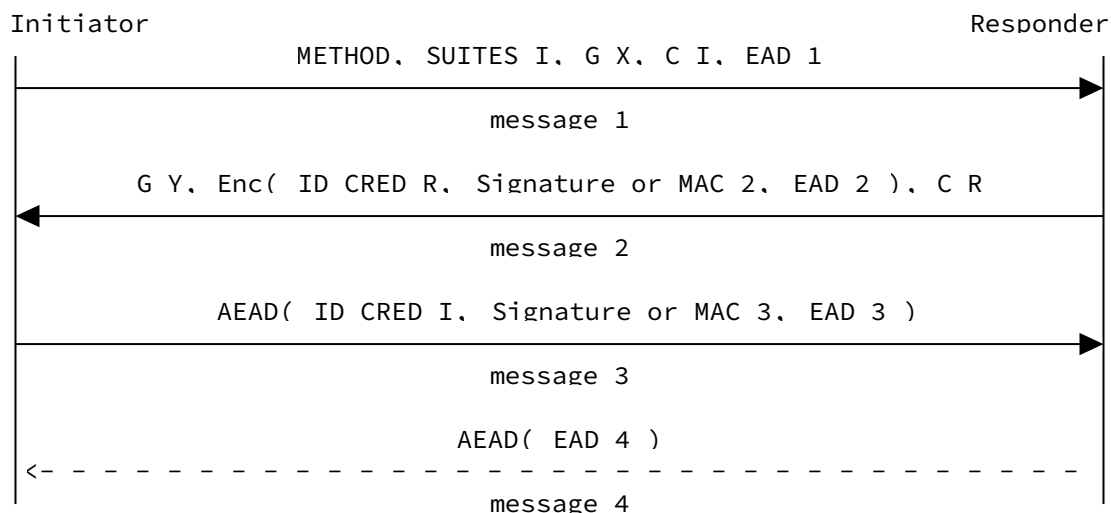 Initiator Responder
METHOD, SUITES I, G X, C I, EAD 1
message 1
G Y, Enc( ID CRED R, Signature or MAC 2, EAD 2 ), C R
message 2
AEAD( ID CRED I, Signature or MAC 3, EAD 3 )
message 3
AEAD( EAD 4 )
message 4